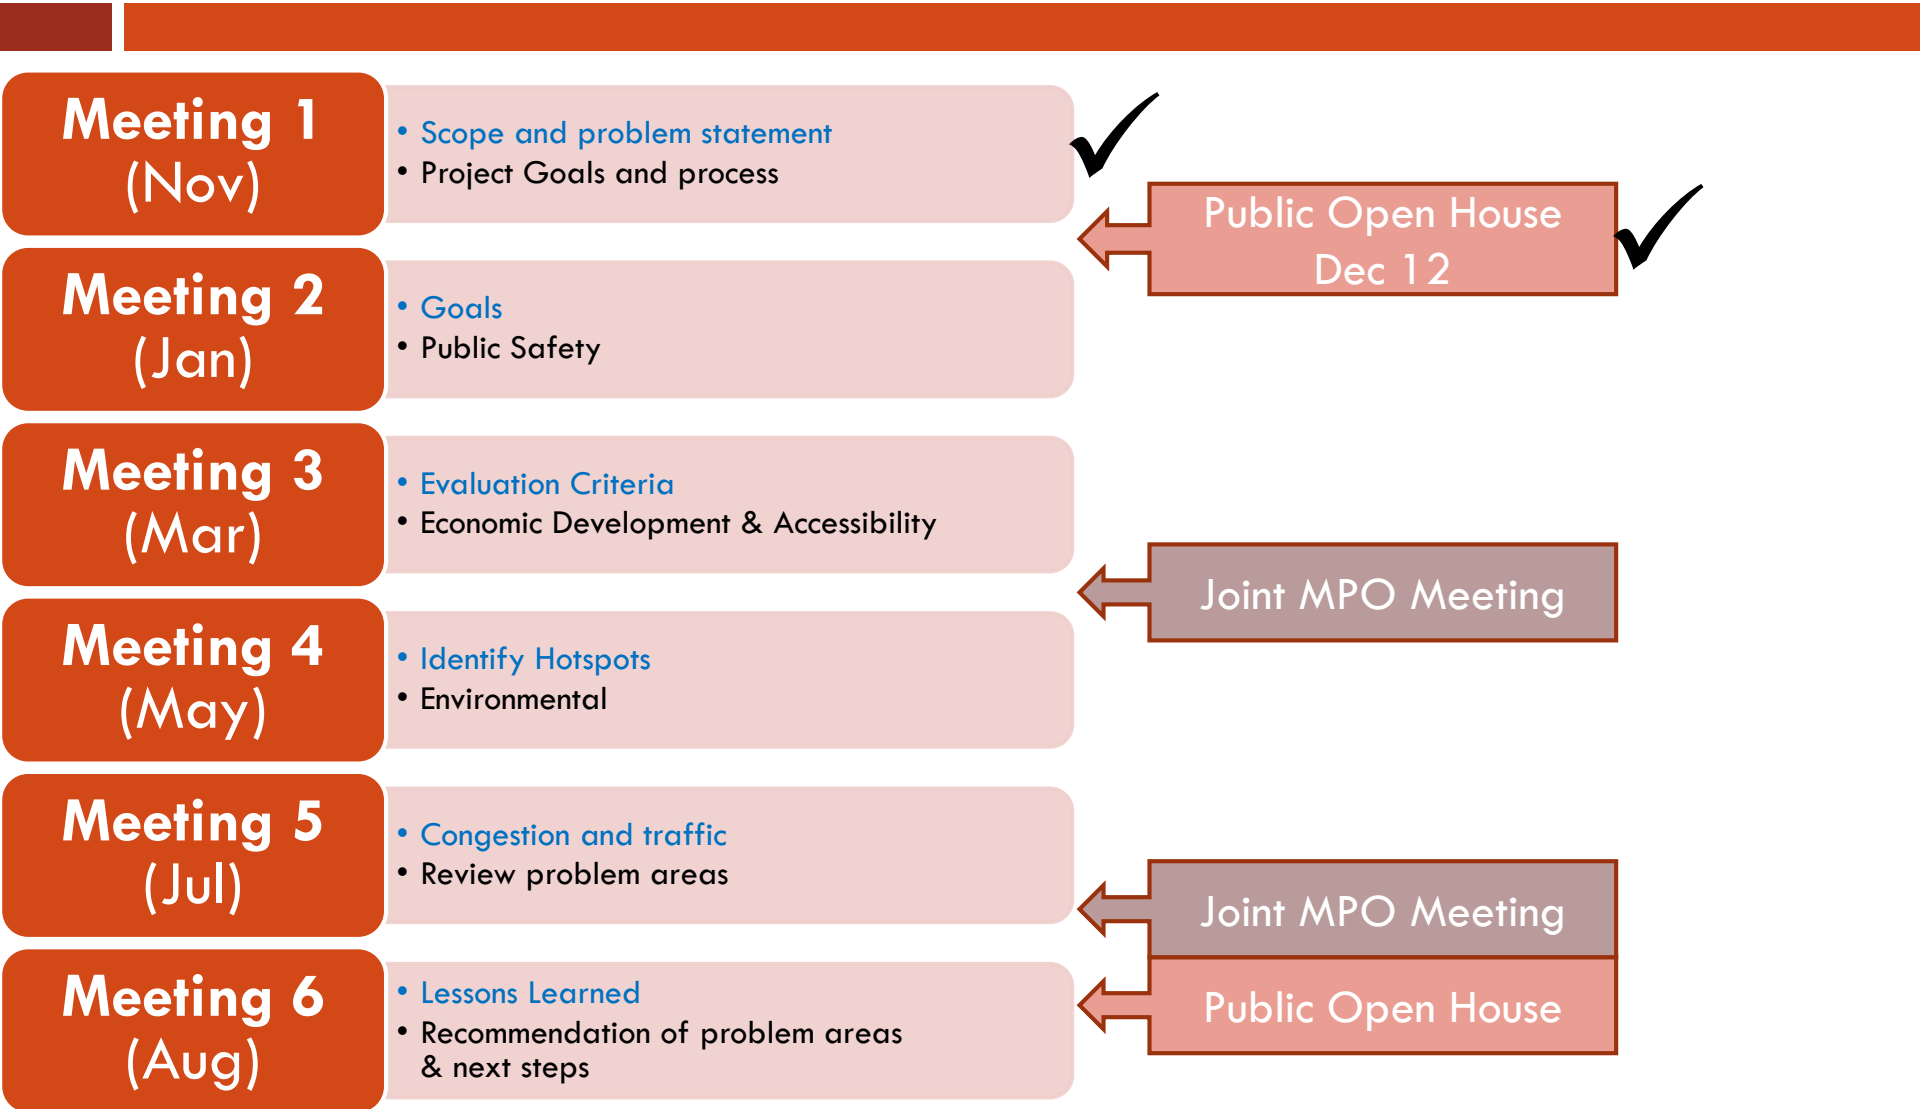 Meeting 1
(Nov)
• Scope and problem statement
• Project Goals and process
Public Open House
Dec 12
Meeting 2
(Jan)
• Goals
• Public Safety
Meeting 3
(Mar)
• Evaluation Criteria
• Economic Development & Accessibility
Joint MPO Meeting
Meeting 4
(May)
• Identify Hotspots
• Environmental
Meeting 5
(Jul)
• Congestion and traffic
• Review problem areas
Joint MPO Meeting
Meeting 6
(Aug)
• Lessons Learned
• Recommendation of problem areas
& next steps
Public Open House